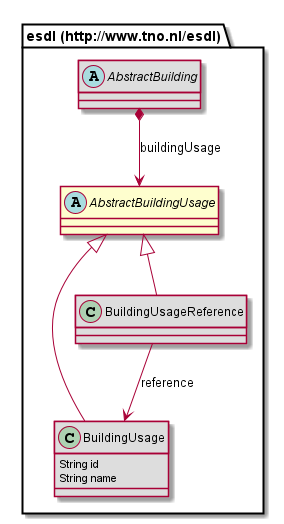 esdl (http://www.tno.nl/esdl)
A AbstractBuilding
buildingUsage
A AbstractBuildingUsage
C BuildingUsageReference
reference
C BuildingUsage
String id
String name